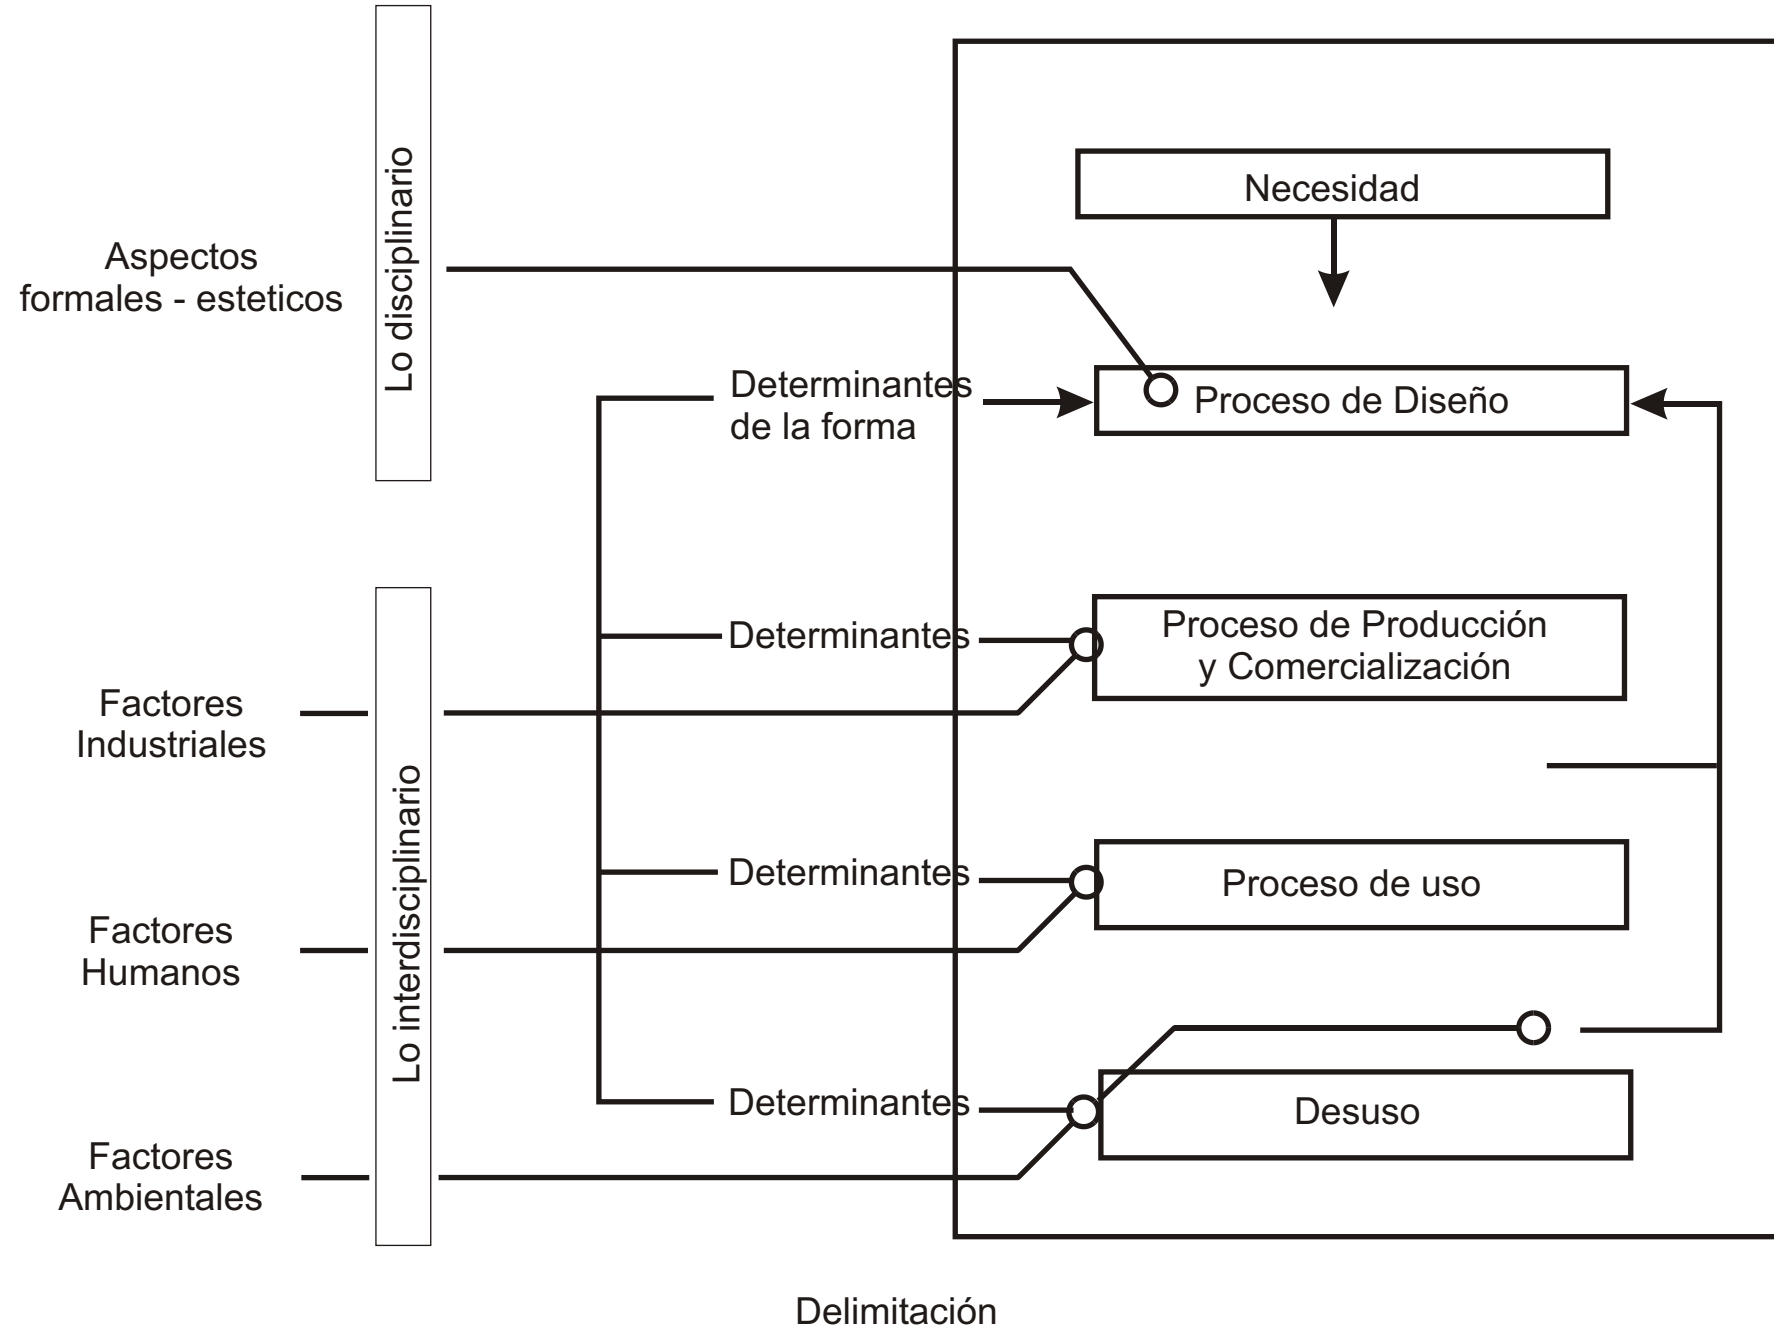 Aspectos
formales - esteticos
Lo disciplinario
Necesidad
Determinantes
de la forma
Proceso de Diseño
Lo interdisciplinario
Factores
Industriales
Determinantes
Proceso de Producción
y Comercialización
Factores
Humanos
Determinantes
Proceso de uso
Factores
Ambientales
Determinantes
Desuso
Delimitación